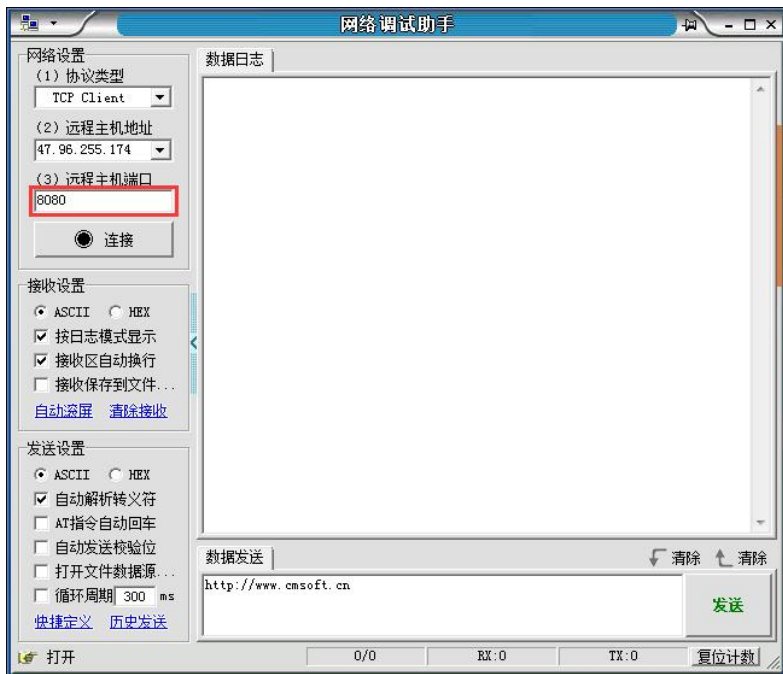 网络调试助手
网络设置
(1) 协议类型
TCP Client
(2) 远程主机地址
47.96.255.174
(3) 远程主机端口
8080
连接
接收设置
ASCII HEX
按日志模式显示
接收区自动换行
接收保存到文件...
自动滚屏 清除接收
发送设置
ASCII HEX
自动解析转义符
AT指令自动回车
自动发送校验位
打开文件数据源...
循环周期 300 ms
快捷定义 历史发送
数据日志
数据发送 清除 清除
http://www.cmsoft.cn
发送
打开 0/0 RX:0 TX:0 复位计数